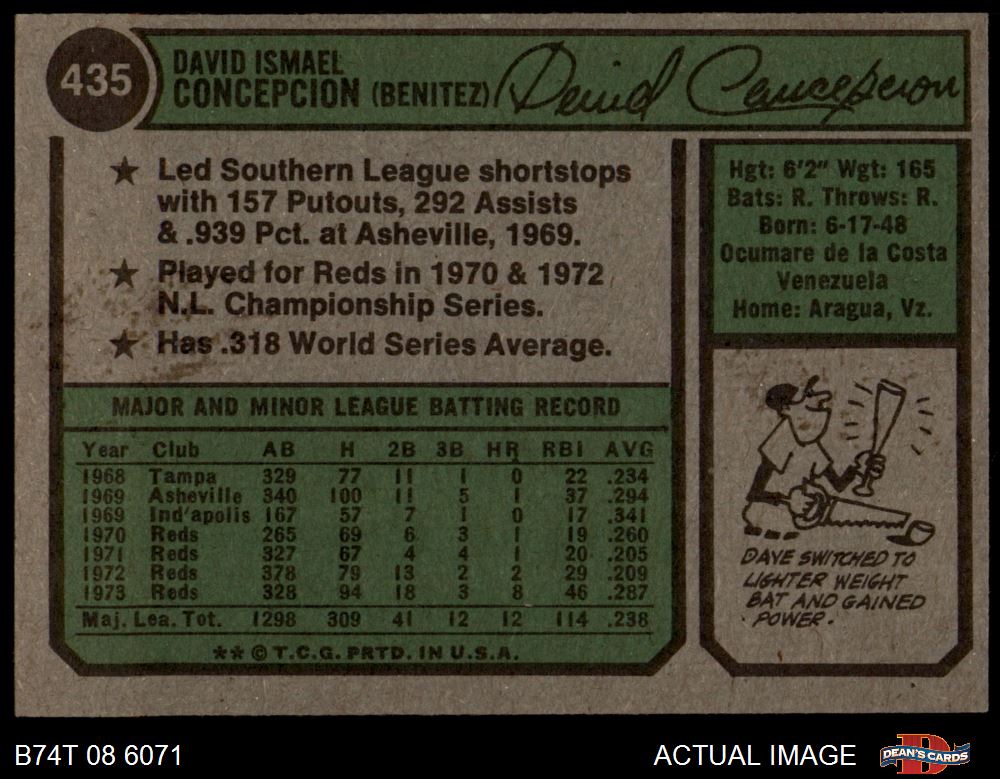 435
DAVID ISMAEL
CONCEPCION (BENITEZ)
David Concepcion
★ Led Southern League shortstops
with 157 Putouts, 292 Assists
& .939 Pct. at Asheville, 1969.
★ Played for Reds in 1970 & 1972
N.L. Championship Series.
★ Has .318 World Series Average.
Hgt: 6'2" Wgt: 165
Bats: R. Throws: R.
Born: 6-17-48
Ocumare de la Costa
Venezuela
Home: Aragua, Vz.
MAJOR AND MINOR LEAGUE BATTING RECORD
Year Club AB H 2B 3B HR RBI AVG
1968 Tampa 329 77 11 1 0 22 .234
1969 Asheville 340 100 11 5 1 37 .294
1969 Ind'apolis 167 57 7 1 0 17 .341
1970 Reds 265 69 6 3 1 19 .260
1971 Reds 327 67 4 4 1 20 .205
1972 Reds 378 79 13 2 2 29 .209
1973 Reds 328 94 18 3 8 46 .287
Maj. Lea. Tot. 1298 309 41 12 12 114 .238
** © T.C.G. PRTD. IN U.S.A.
DAVE SWITCHED TO
LIGHTER WEIGHT
BAT AND GAINED
POWER.
B74T 08 6071
ACTUAL IMAGE
DEAN'S CARDS